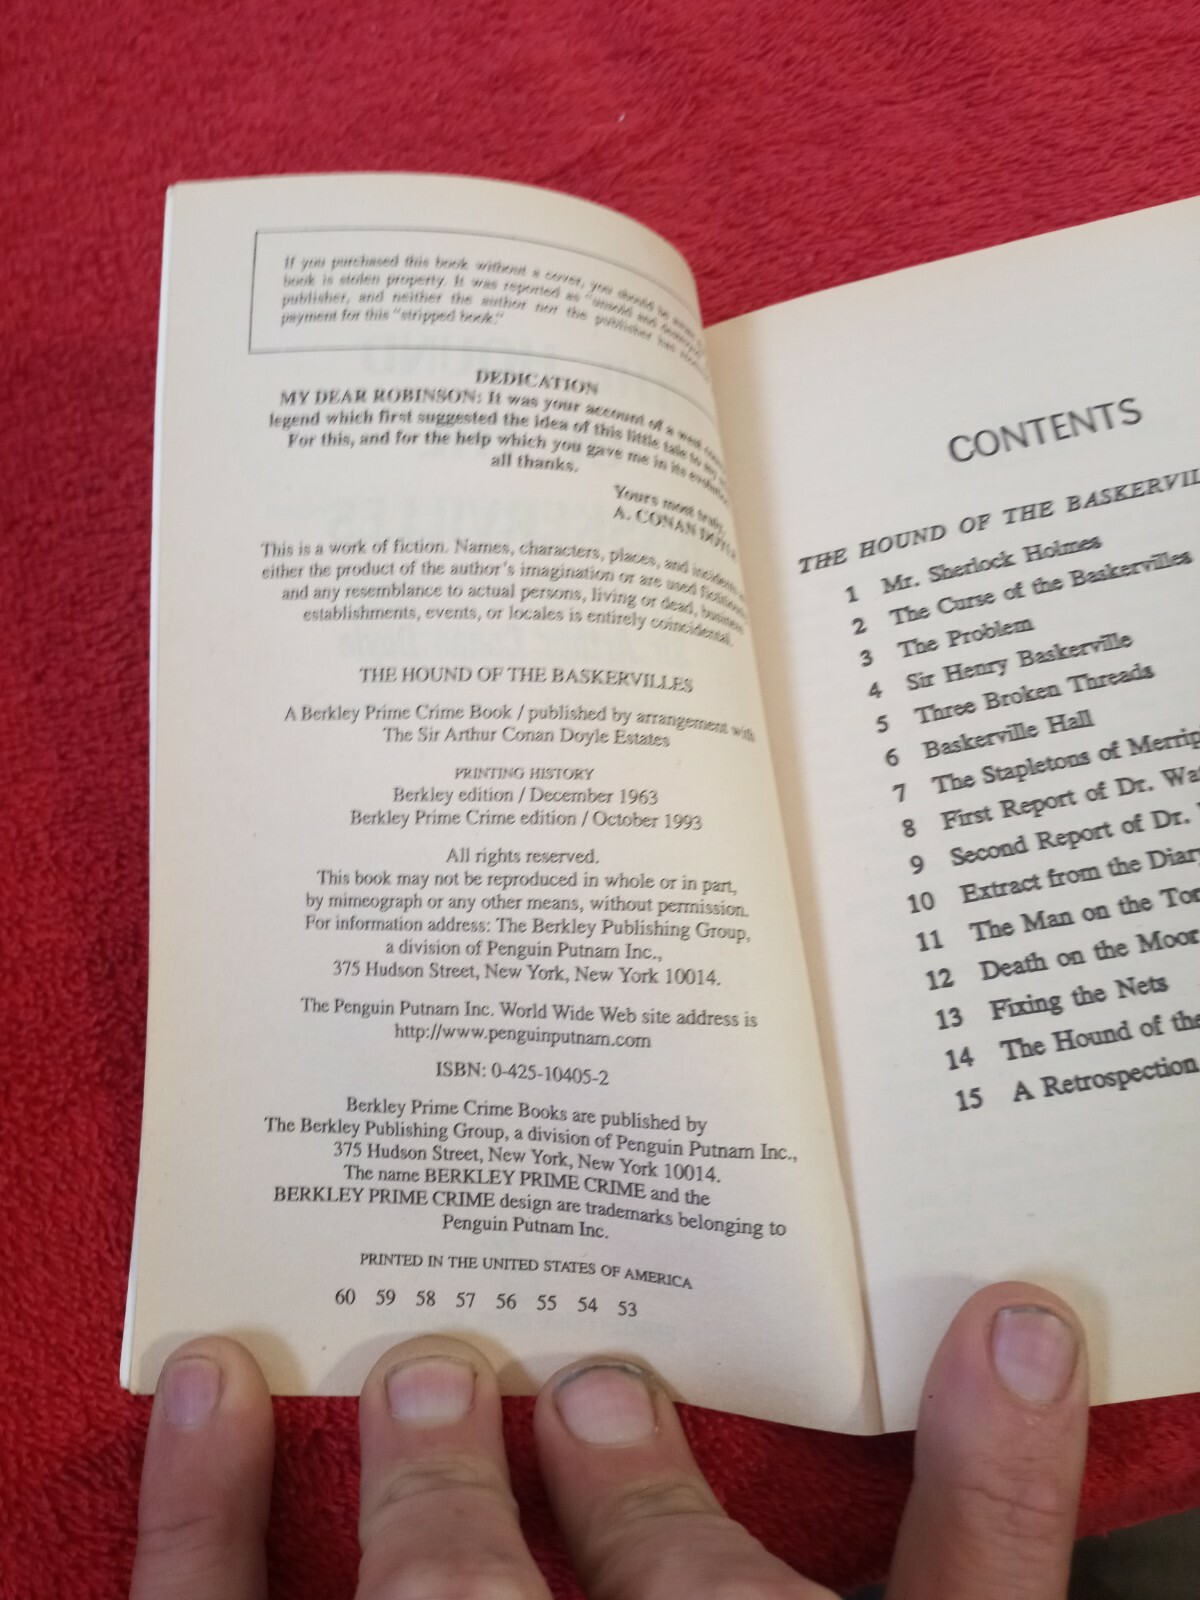 If you purchased this book without a cover, you should be
book is stolen property. It was reported as "unsold and destroyed
publisher, and neither the author nor the publisher has
payment for this "stripped book."
DEDICATION
MY DEAR ROBINSON: It was your account of a west
legend which first suggested the idea of this little tale to my
For this, and for the help which you gave me in its evolution,
all thanks.
Yours most truly,
A. CONAN DOYLE
This is a work of fiction. Names, characters, places, and incidents
either the product of the author's imagination or are used fictitiously,
and any resemblance to actual persons, living or dead, business
establishments, events, or locales is entirely coincidental.
THE HOUND OF THE BASKERVILLES
A Berkley Prime Crime Book / published by arrangement with
The Sir Arthur Conan Doyle Estates
PRINTING HISTORY
Berkley edition / December 1963
Berkley Prime Crime edition / October 1993
All rights reserved.
This book may not be reproduced in whole or in part,
by mimeograph or any other means, without permission.
For information address: The Berkley Publishing Group,
a division of Penguin Putnam Inc.,
375 Hudson Street, New York, New York 10014.
The Penguin Putnam Inc. World Wide Web site address is
http://www.penguinputnam.com
ISBN: 0-425-10405-2
Berkley Prime Crime Books are published by
The Berkley Publishing Group, a division of Penguin Putnam Inc.,
375 Hudson Street, New York, New York 10014.
The name BERKLEY PRIME CRIME and the
BERKLEY PRIME CRIME design are trademarks belonging to
Penguin Putnam Inc.
PRINTED IN THE UNITED STATES OF AMERICA
60 59 58 57 56 55 54 53
CONTENTS
THE HOUND OF THE BASKERVIL
1 Mr. Sherlock Holmes
2 The Curse of the Baskervilles
3 The Problem
4 Sir Henry Baskerville
5 Three Broken Threads
6 Baskerville Hall
7 The Stapletons of Merrip
8 First Report of Dr. Wat
9 Second Report of Dr.
10 Extract from the Diary
11 The Man on the Tor
12 Death on the Moor
13 Fixing the Nets
14 The Hound of the
15 A Retrospection